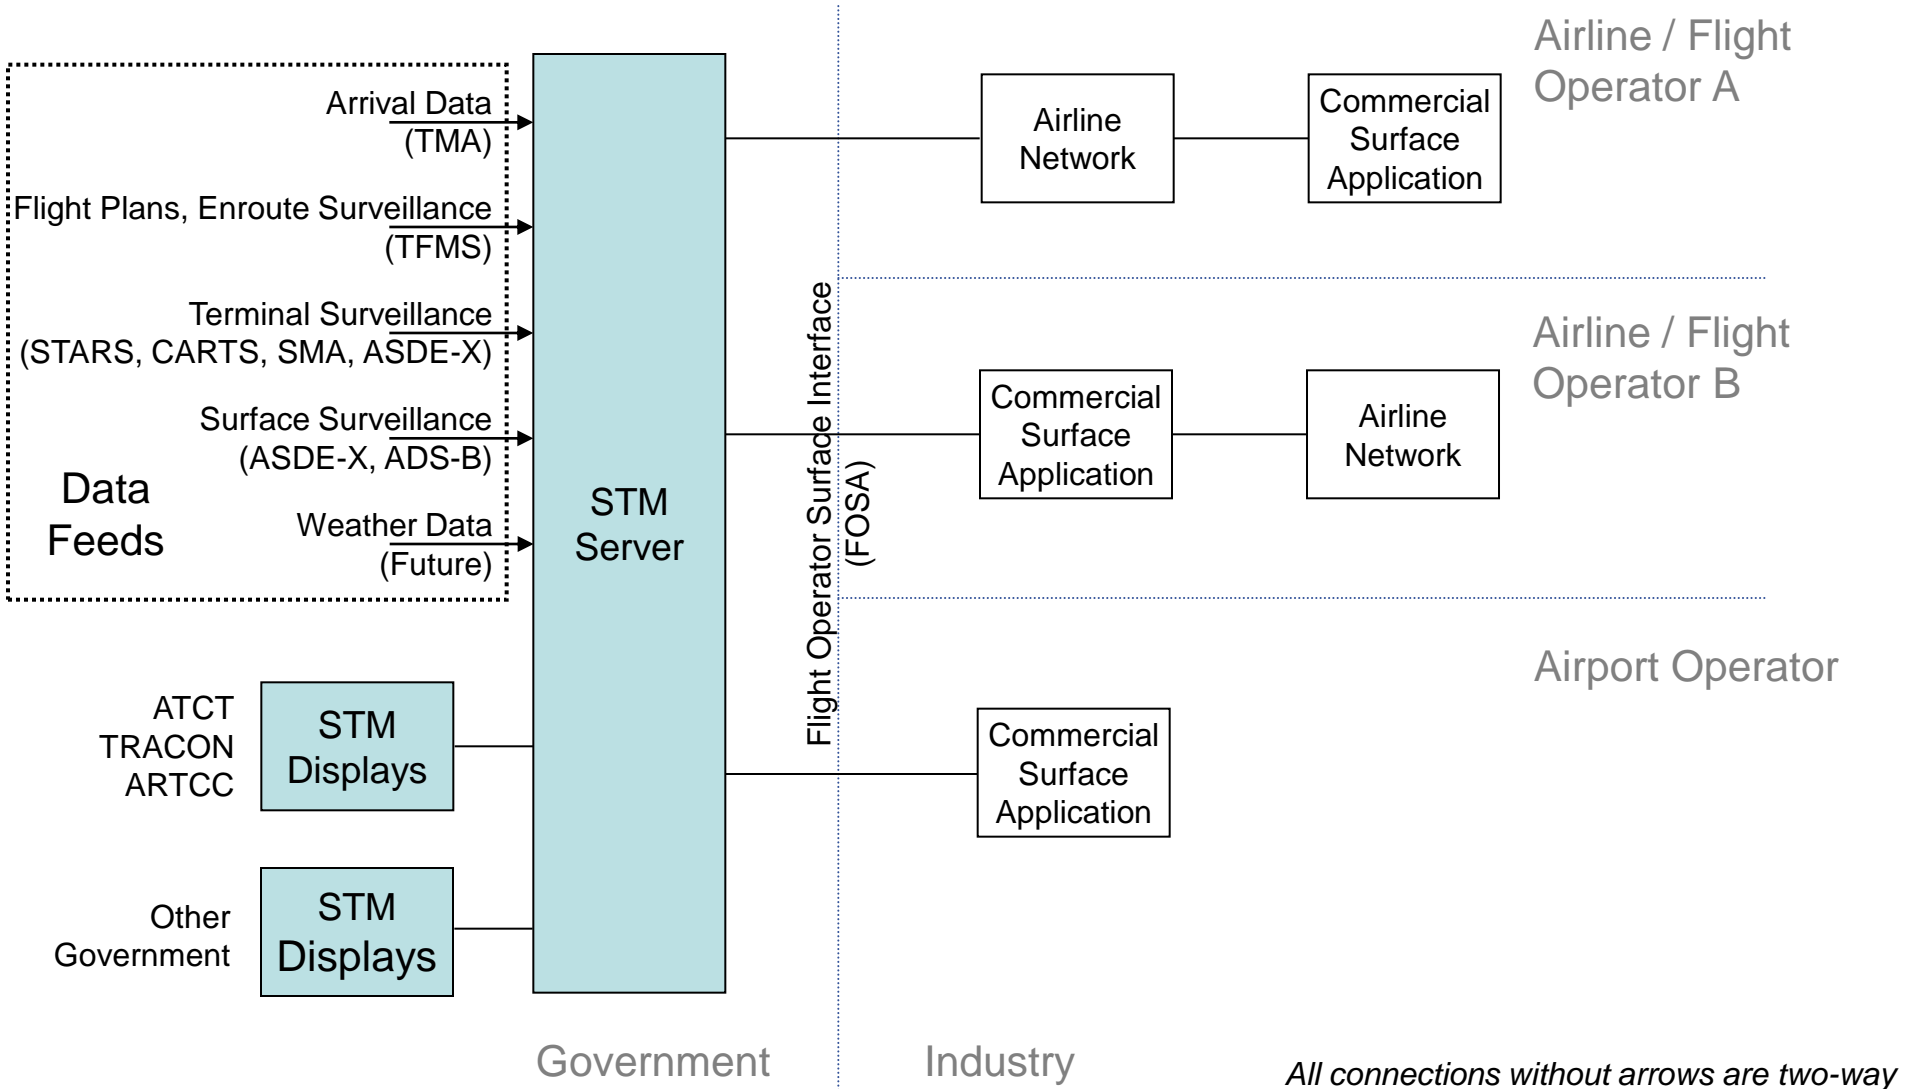 Arrival Data
(TMA)
Flight Plans, Enroute Surveillance
(TFMS)
Terminal Surveillance
(STARS, CARTS, SMA, ASDE-X)
Surface Surveillance
(ASDE-X, ADS-B)
Data
Feeds
Weather Data
(Future)
ATCT
TRACON
ARTCC
STM
Displays
Other
Government
STM
Displays
STM
Server
Flight Operator Surface Interface
(FOSA)
Airline
Network
Commercial
Surface
Application
Airline / Flight
Operator A
Commercial
Surface
Application
Airline
Network
Airline / Flight
Operator B
Commercial
Surface
Application
Airport Operator
Government
Industry
All connections without arrows are two-way